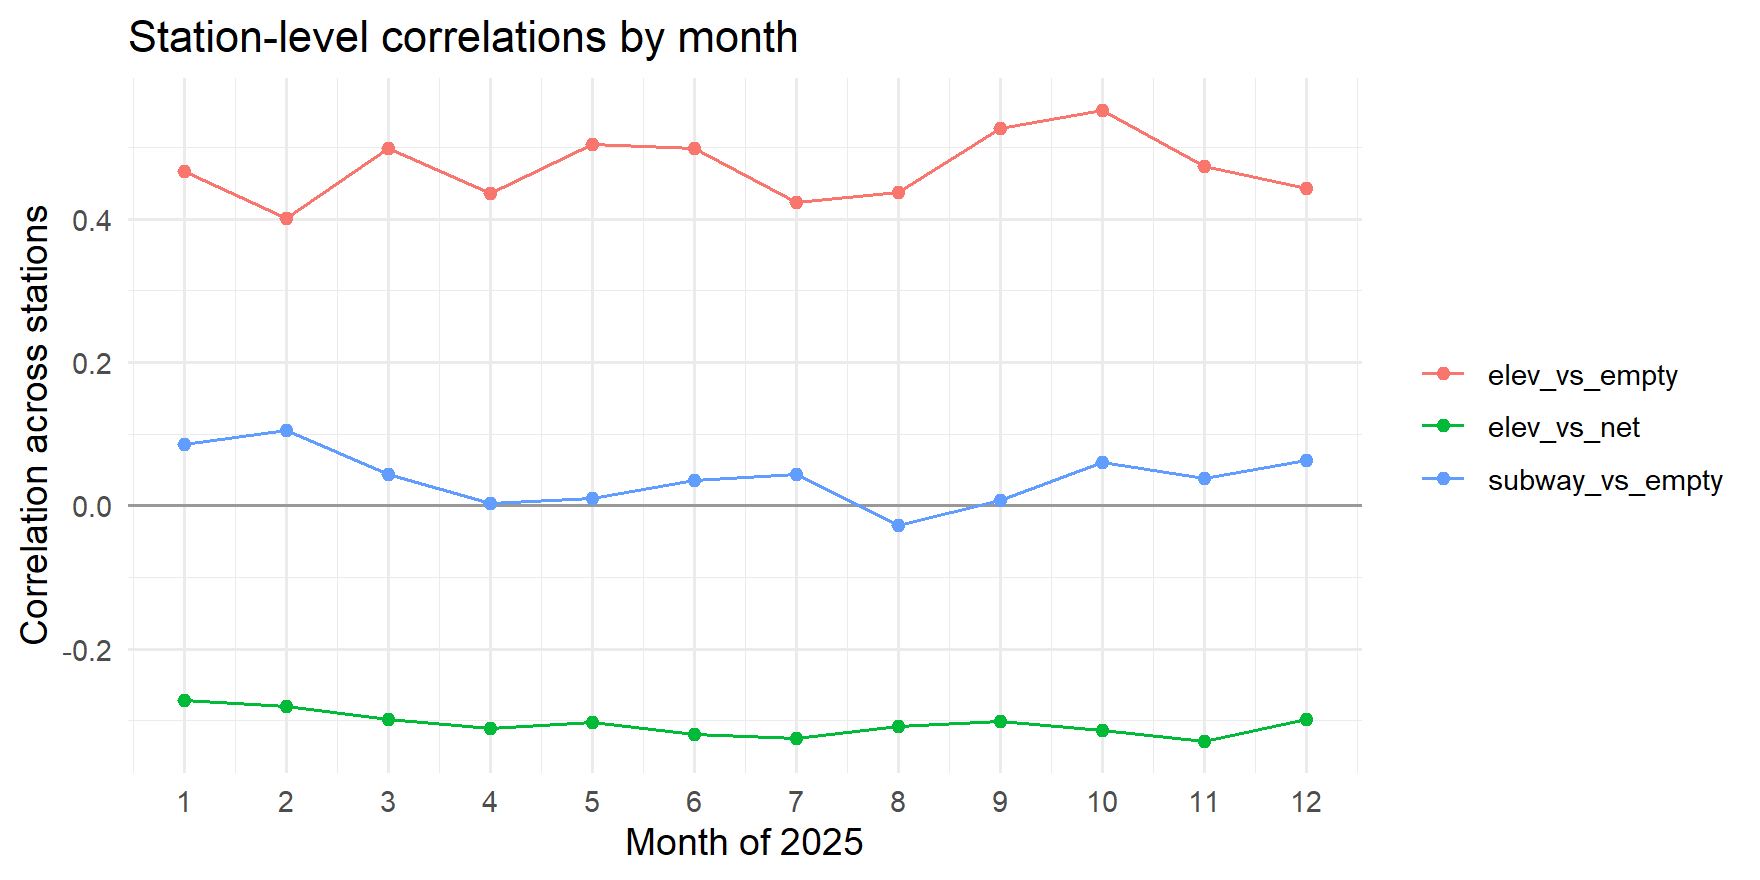 Station-level correlations by month
Correlation across stations
0.4
0.2
0.0
-0.2
1 2 3 4 5 6 7 8 9 10 11 12
Month of 2025
elev_vs_empty
elev_vs_net
subway_vs_empty